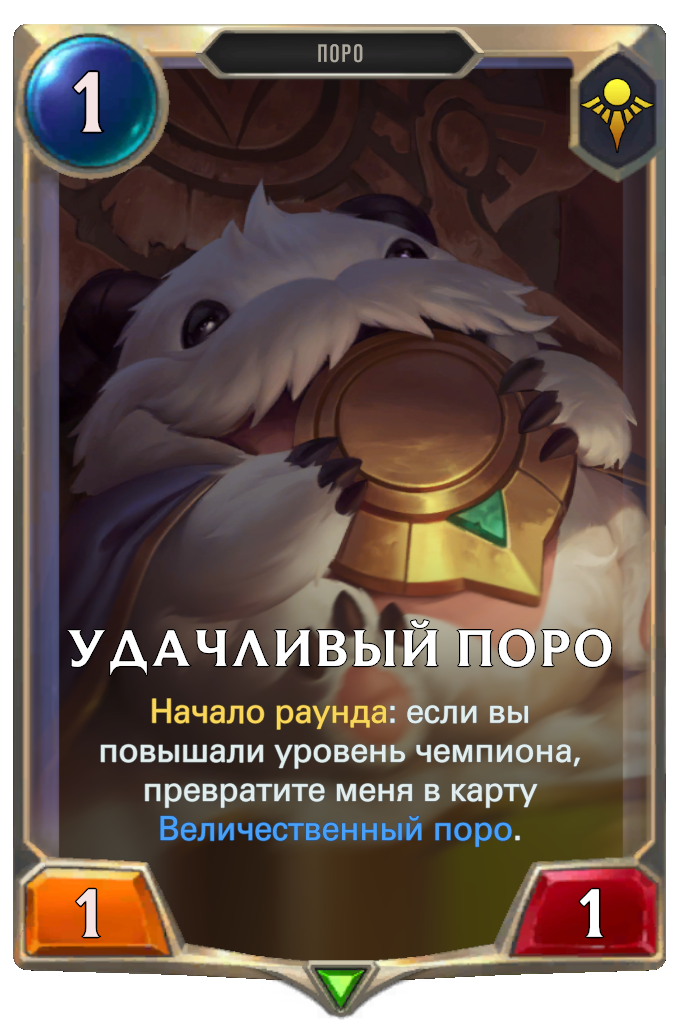 1
ПОРО
УДАЧЛИВЫЙ ПОРО
Начало раунда: если вы
повышали уровень чемпиона,
превратите меня в карту
Величественный поро.
1
1